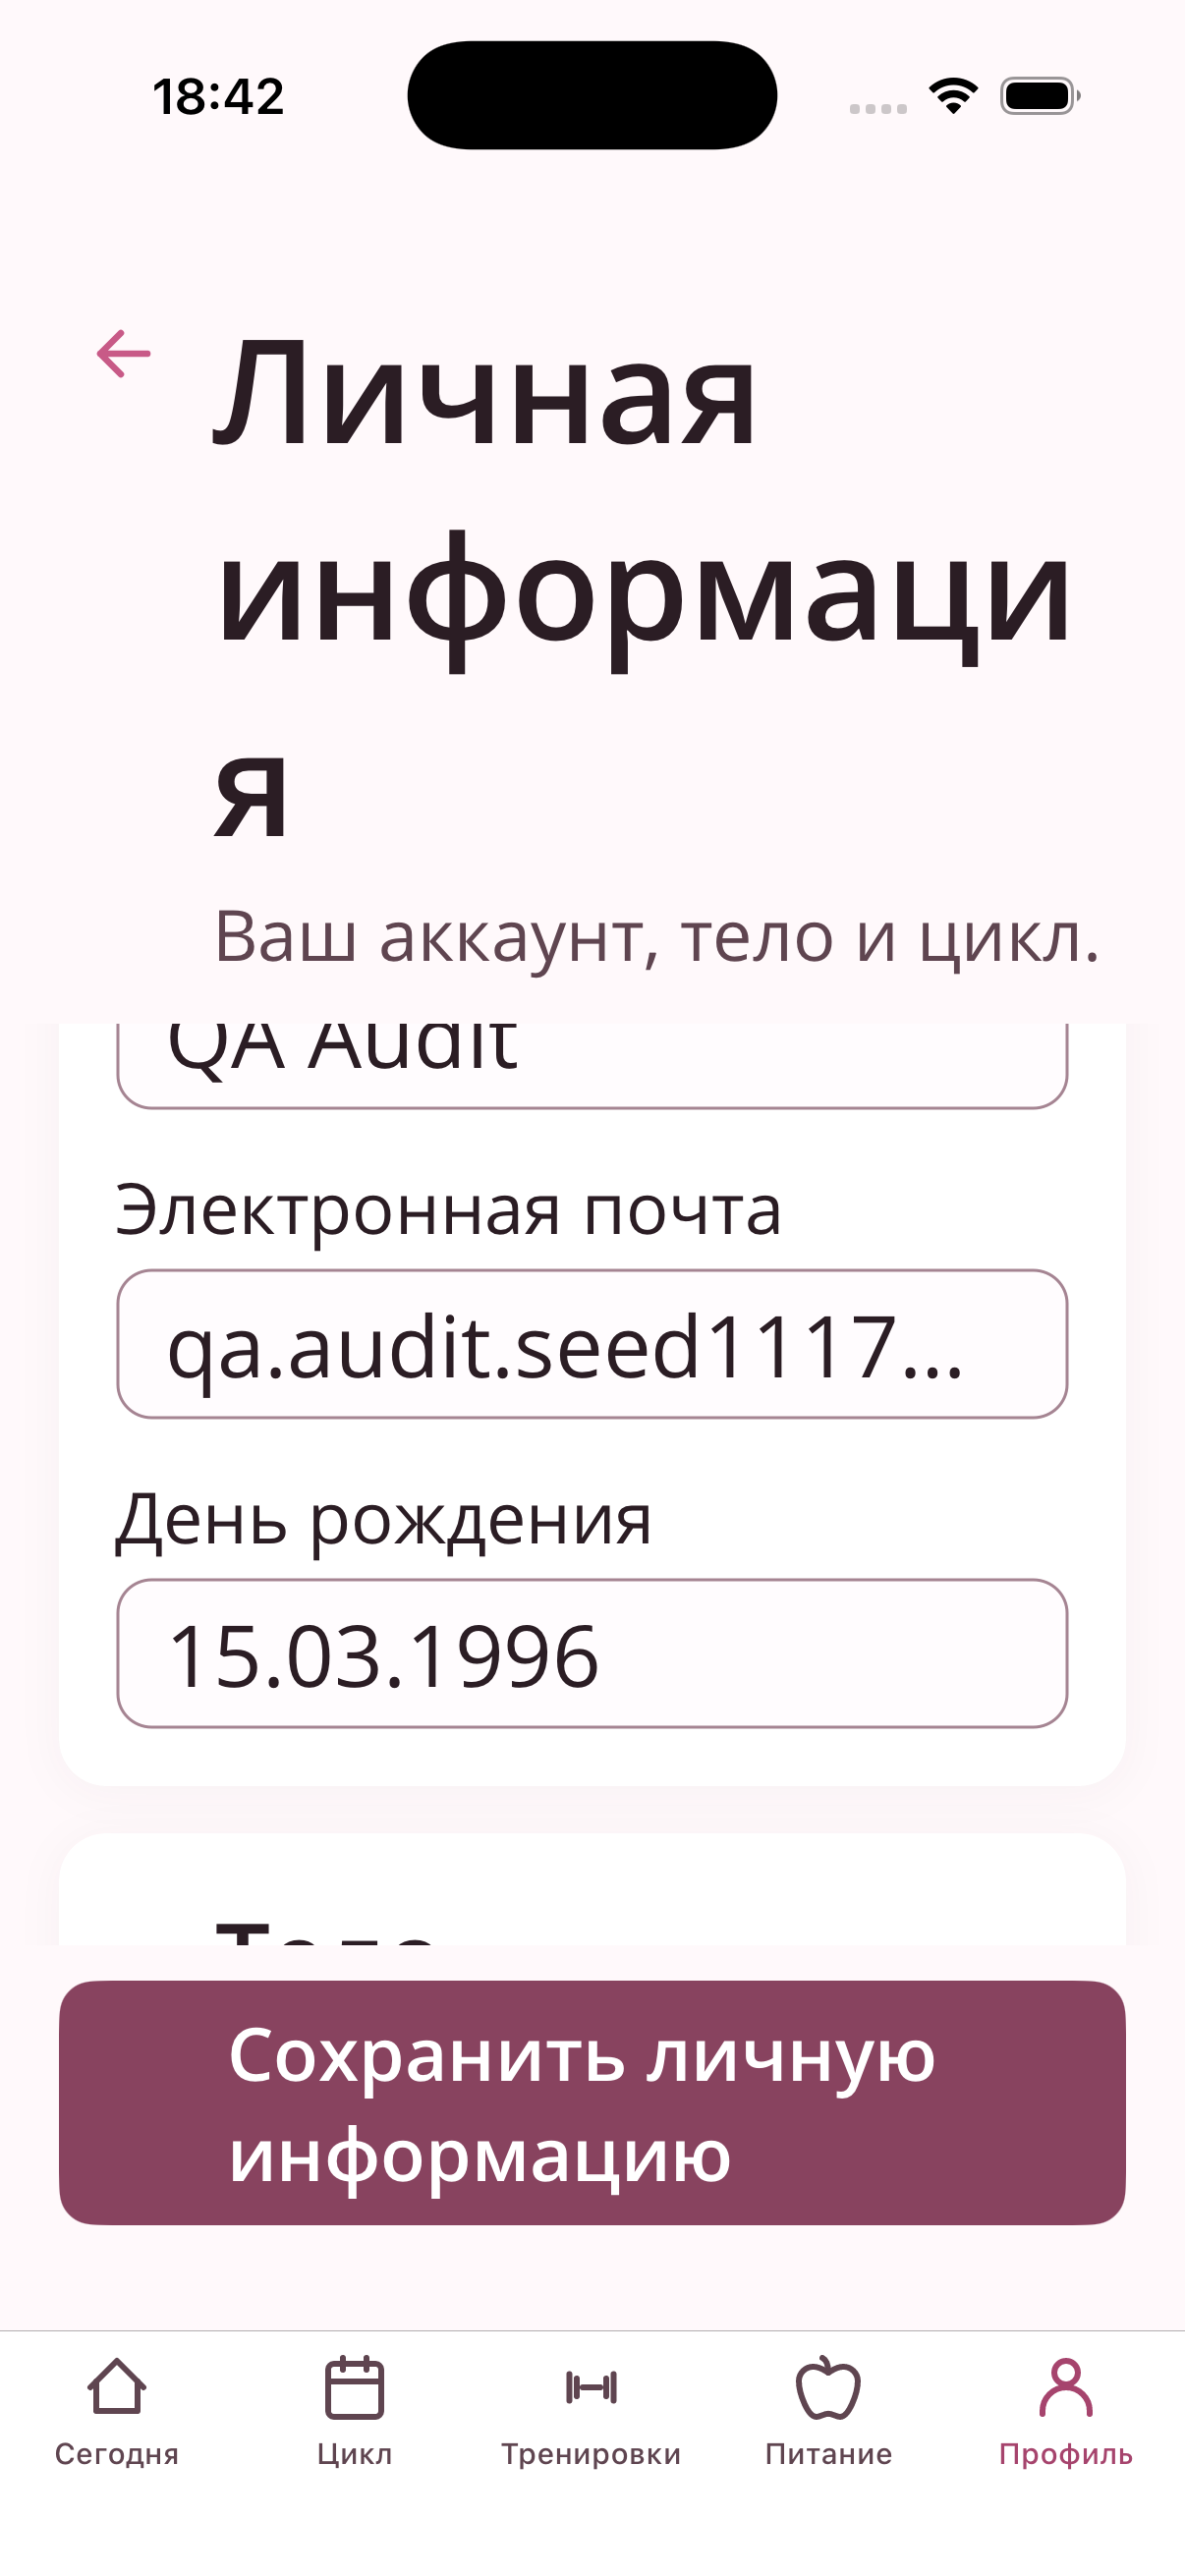 18:42
Личная
информаци
я
Ваш аккаунт, тело и цикл.
QA Audit
Электронная почта
qa.audit.seed1117...
День рождения
15.03.1996
Тело
Сохранить личную
информацию
Сегодня
Цикл
Тренировки
Питание
Профиль